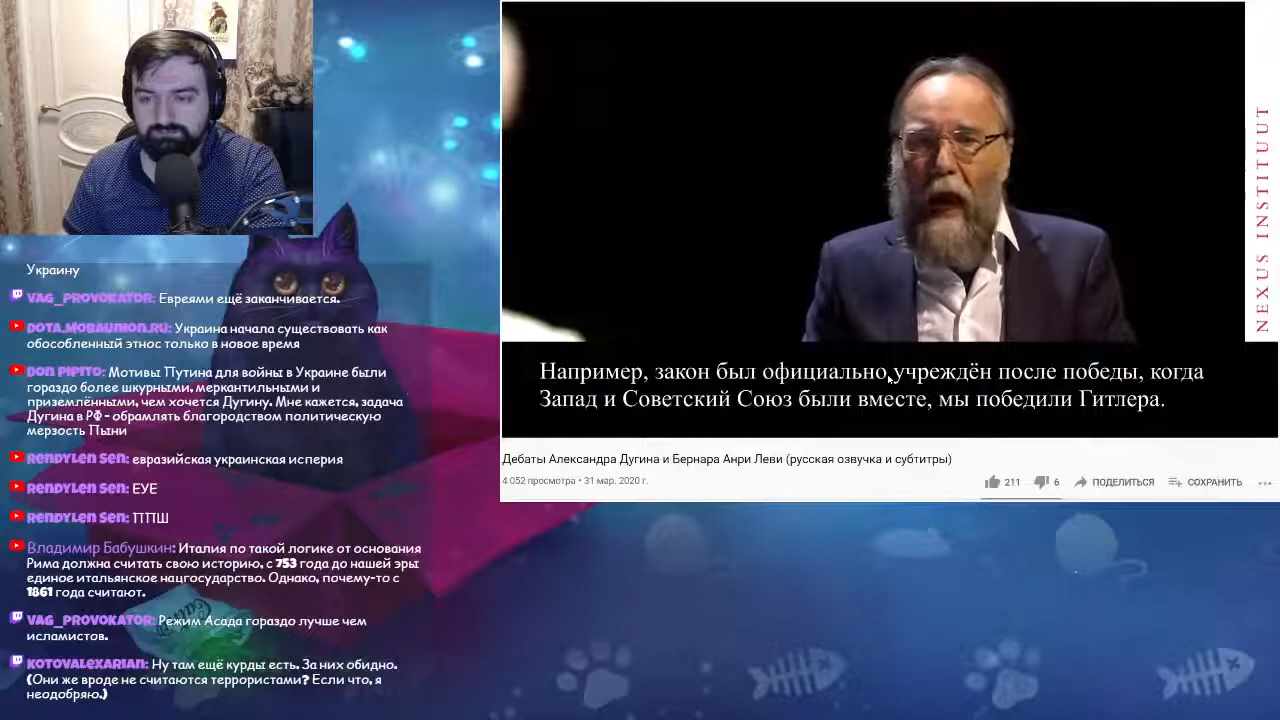 Украину
VAG_PROVOKATOR: Евреями ещё заканчивается.
DOTA_MOBAUNION.RU: Украина начала существовать как
обособленный этнос только в новое время
DON PIPITO: Мотивы Путина для войны в Украине были
гораздо более шкурными, меркантильными и
приземлёнными, чем хочется Дугину. Мне кажется, задача
Дугина в РФ - обрамлять благородством политическую
мерзость Пыни
Rendylen Sen: евразийская украинская исперия
Rendylen Sen: ЕУЕ
Rendylen Sen: ППШ
Владимир Бабушкин: Италия по такой логике от основания
Рима должна считать свою историю, с 753 года до нашей эры
единое итальянское нацгосударство. Однако, почему-то с
1861 года считают.
VAG_PROVOKATOR: Режим Асада гораздо лучше чем
исламистов.
KOTOVALEXARIAN: Ну там ещё курды есть. За них обидно.
(Они же вроде не считаются террористами? Если что, я
неодобряю.)
NEXUS INSTITUUT
Например, закон был официально учреждён после победы, когда
Запад и Советский Союз были вместе, мы победили Гитлера.
Дебаты Александра Дугина и Бернара Анри Леви (русская озвучка и субтитры)
4 052 просмотра • 31 мар. 2020 г.
211
6
ПОДЕЛИТЬСЯ
СОХРАНИТЬ